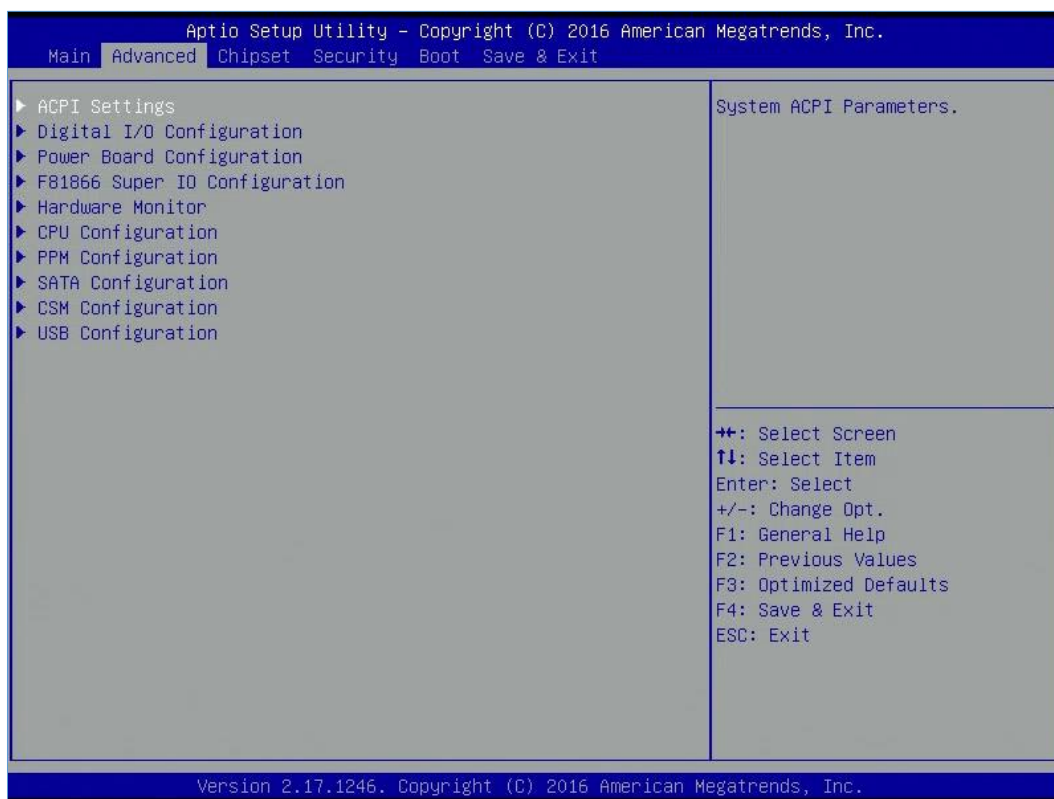 Aptio Setup Utility – Copyright (C) 2016 American Megatrends, Inc.
Main Advanced Chipset Security Boot Save & Exit
► ACPI Settings
► Digital I/O Configuration
► Power Board Configuration
► F81866 Super IO Configuration
► Hardware Monitor
► CPU Configuration
► PPM Configuration
► SATA Configuration
► CSM Configuration
► USB Configuration
System ACPI Parameters.
→←: Select Screen
↑↓: Select Item
Enter: Select
+/-: Change Opt.
F1: General Help
F2: Previous Values
F3: Optimized Defaults
F4: Save & Exit
ESC: Exit
Version 2.17.1246. Copyright (C) 2016 American Megatrends, Inc.